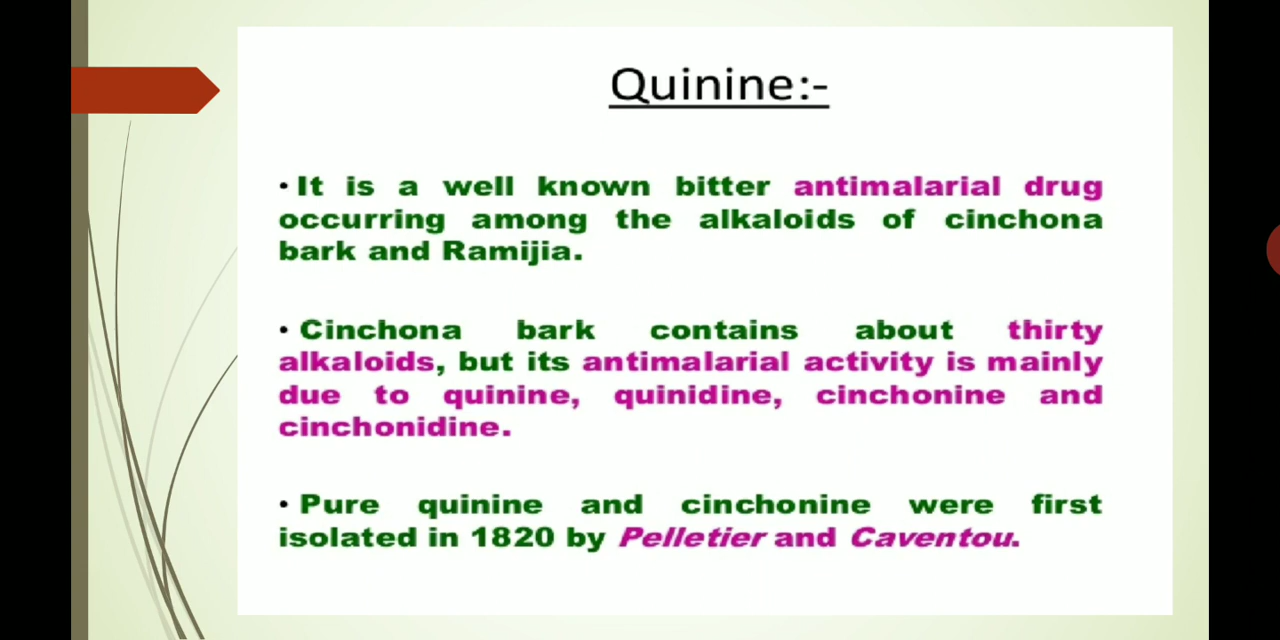 Quinine:-
•It is a well known bitter antimalarial drug
occurring among the alkaloids of cinchona
bark and Ramijia.
• Cinchona bark contains about thirty
alkaloids, but its antimalarial activity is mainly
due to quinine, quinidine, cinchonine and
cinchonidine.
• Pure quinine and cinchonine were first
isolated in 1820 by Pelletier and Caventou.